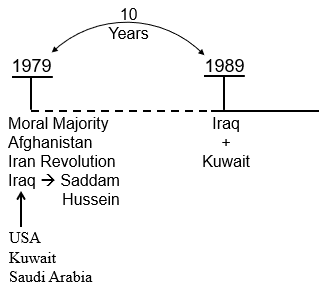 10
Years
1979
1989
Moral Majority
Afghanistan
Iran Revolution
Iraq → Saddam
Hussein
Iraq
+
Kuwait
USA
Kuwait
Saudi Arabia